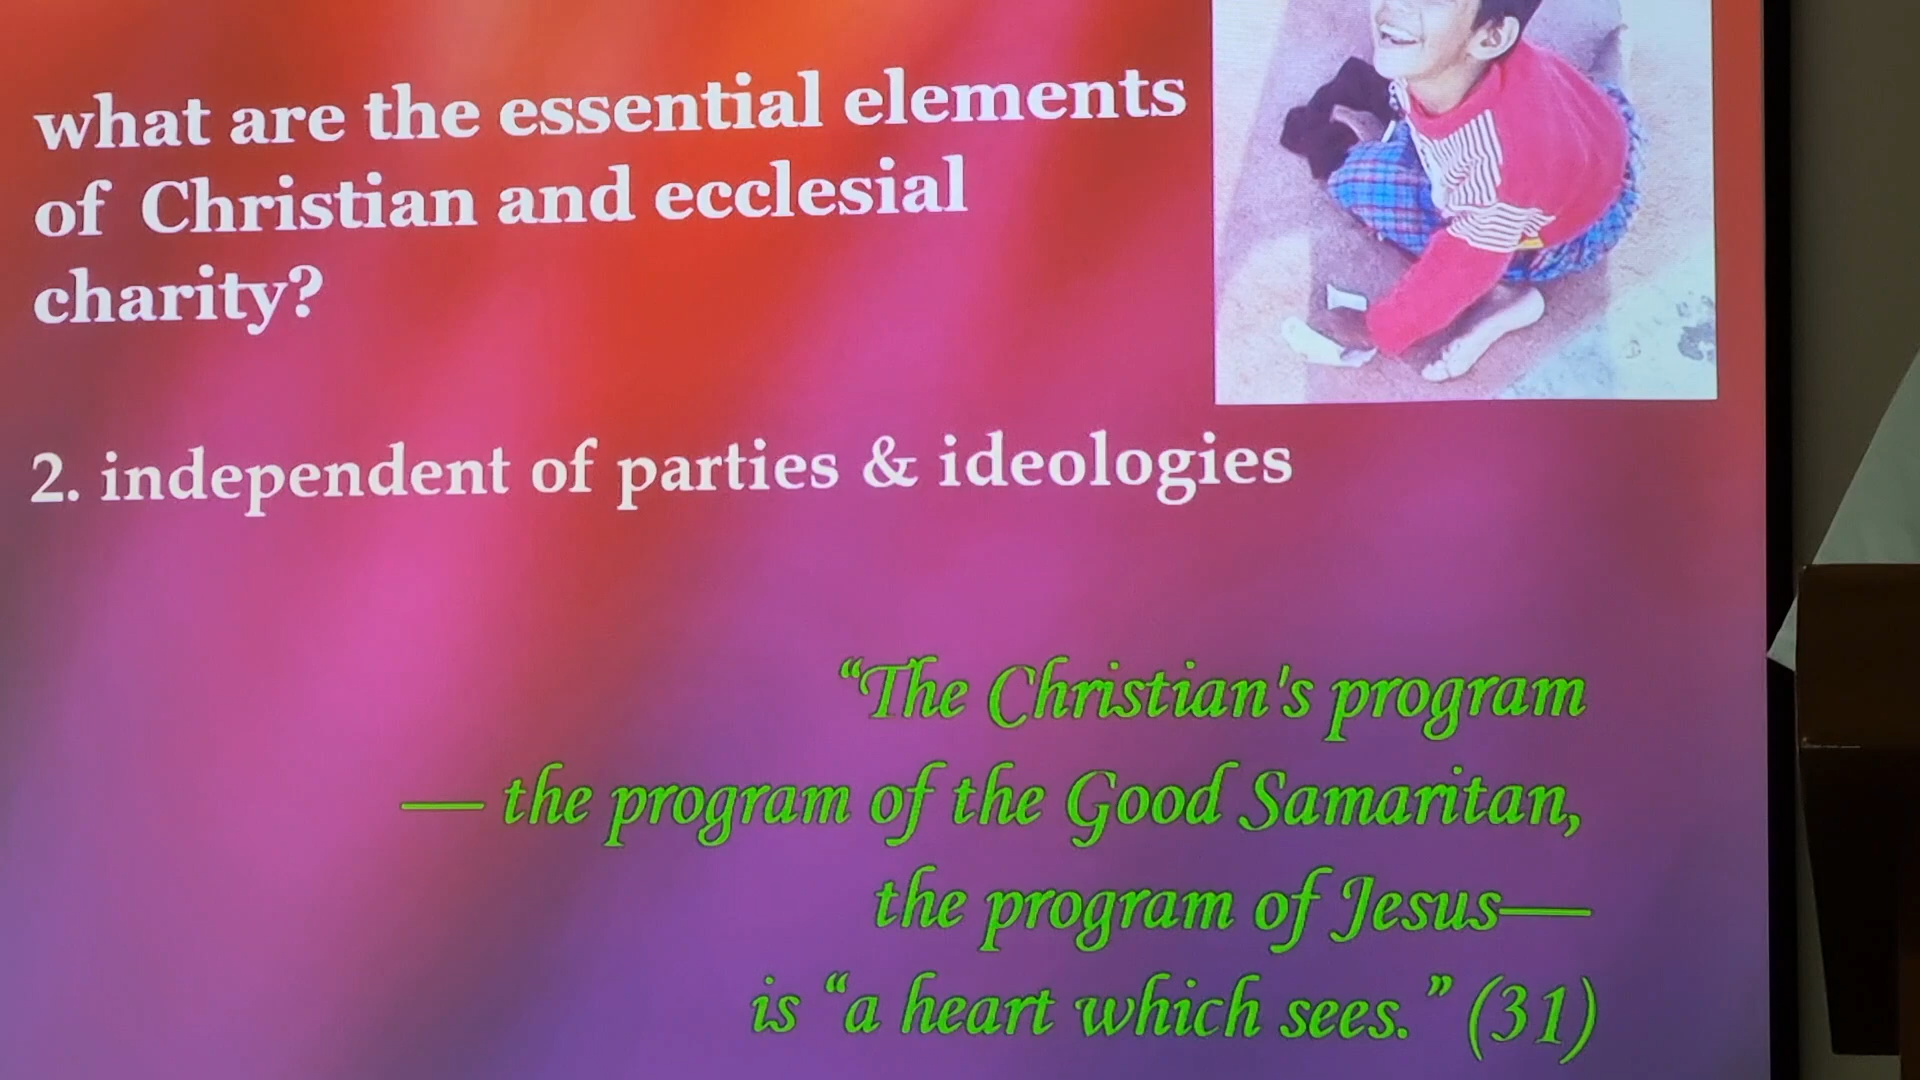 what are the essential elements
of Christian and ecclesial
charity?
2. independent of parties & ideologies
“The Christian's program
— the program of the Good Samaritan,
the program of Jesus—
is “a heart which sees.” (31)